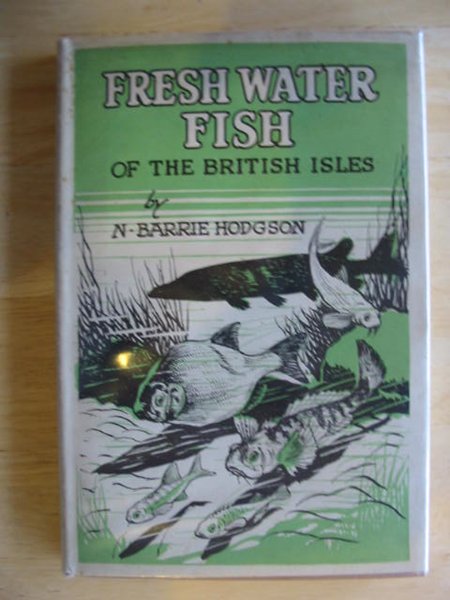 FRESH WATER
FISH
OF THE BRITISH ISLES
by
N·BARRIE HODGSON